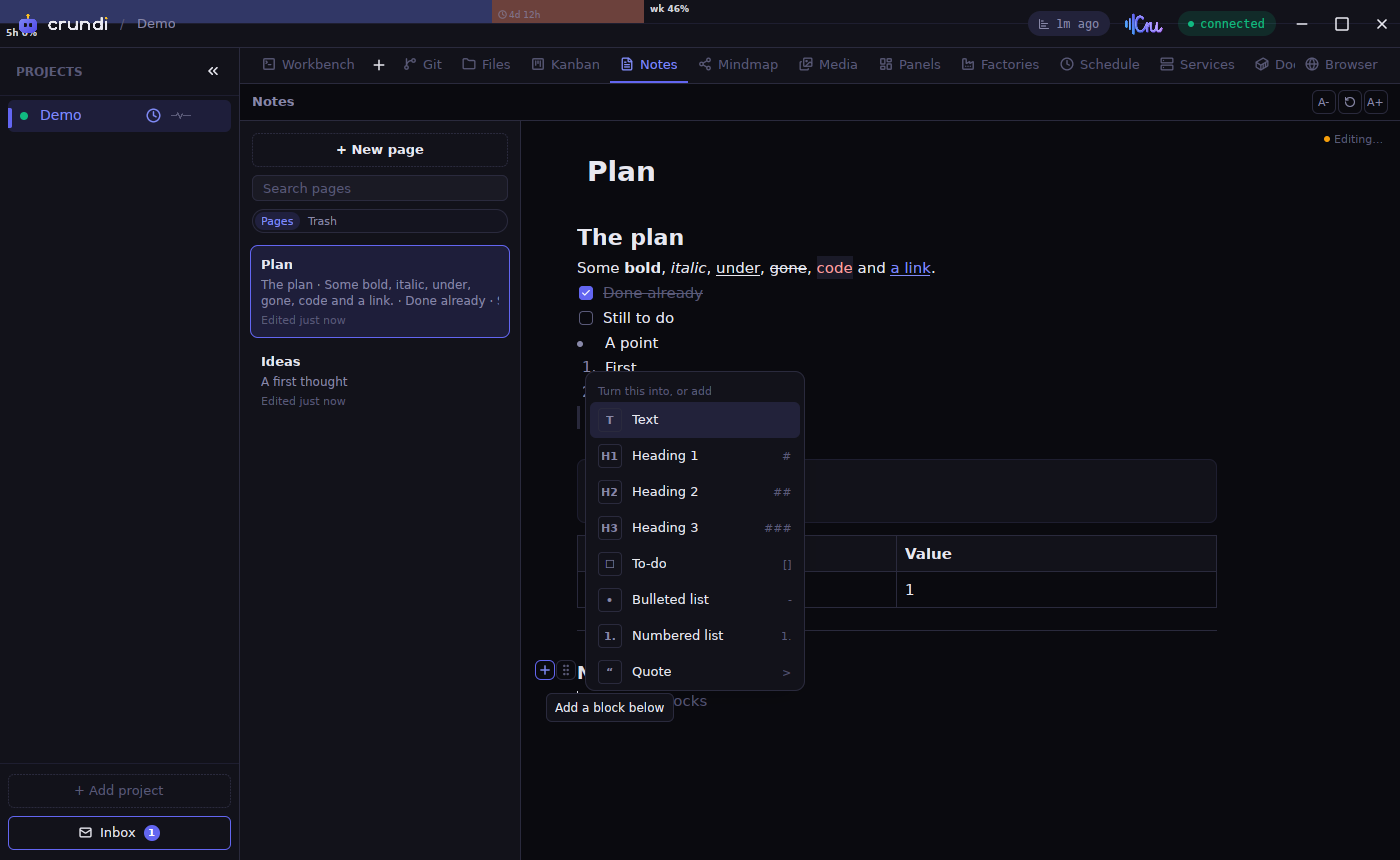 5h 0%
4d 12h
wk 46%
crundi / Demo
1m ago
connected
PROJECTS
Demo
+ Add project
Inbox 1
Workbench + Git Files Kanban Notes Mindmap Media Panels Factories Schedule Services Browser
Notes
A- A+
+ New page
Search pages
Pages Trash
Plan
The plan · Some bold, italic, under,
gone, code and a link. · Done already ·
Edited just now
Ideas
A first thought
Edited just now
Editing...
Plan
The plan
Some bold, italic, under, gone, code and a link.
Done already
Still to do
A point
1. First
Turn this into, or add
T Text
H1 Heading 1 #
H2 Heading 2 ##
H3 Heading 3 ###
To-do []
• Bulleted list -
1. Numbered list 1.
“ Quote >
Value
1
Add a block below